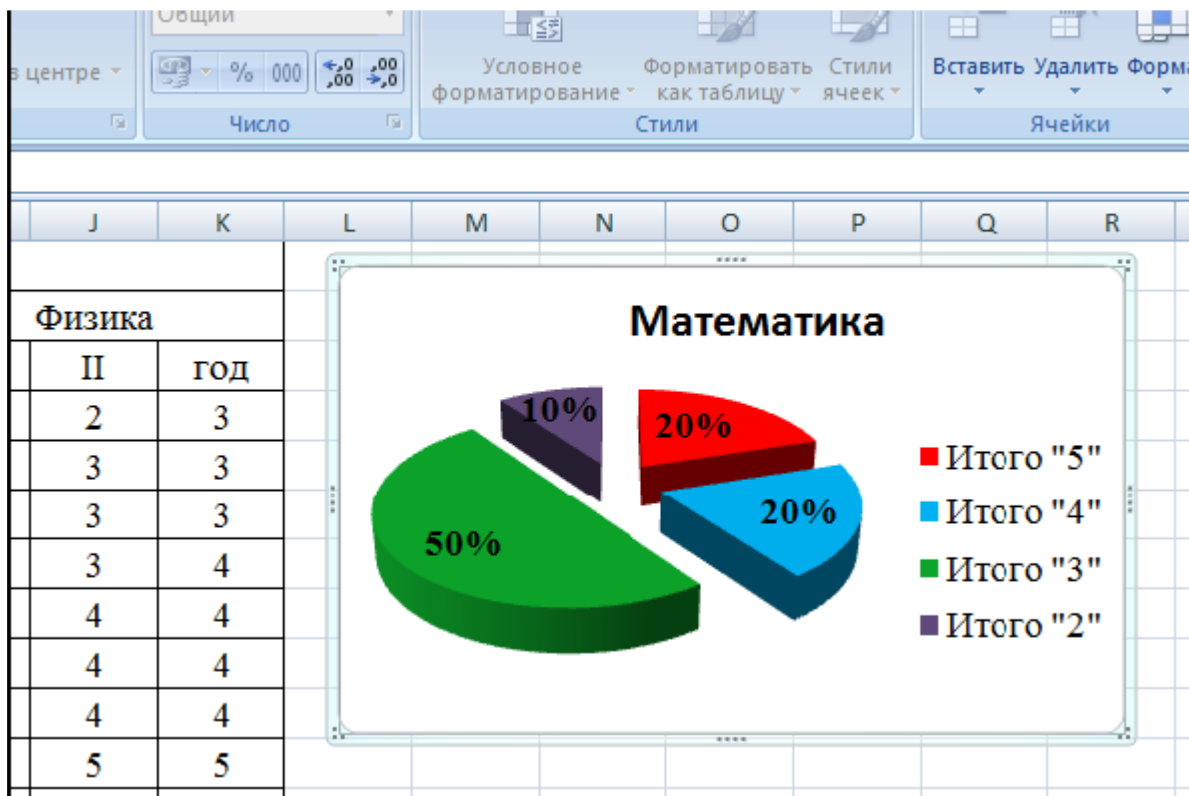 Общий
в центре
% 000
,0 ,00
,00 ,0
Условное форматирование
Форматировать как таблицу
Стили ячеек
Вставить Удалить
Число Стили Ячейки
J K L M N O P Q R
Физика
II год
2 3
3 3
3 3
3 4
4 4
4 4
4 4
5 5
Математика
10% 20%
20%
50%
Итого "5"
Итого "4"
Итого "3"
Итого "2"